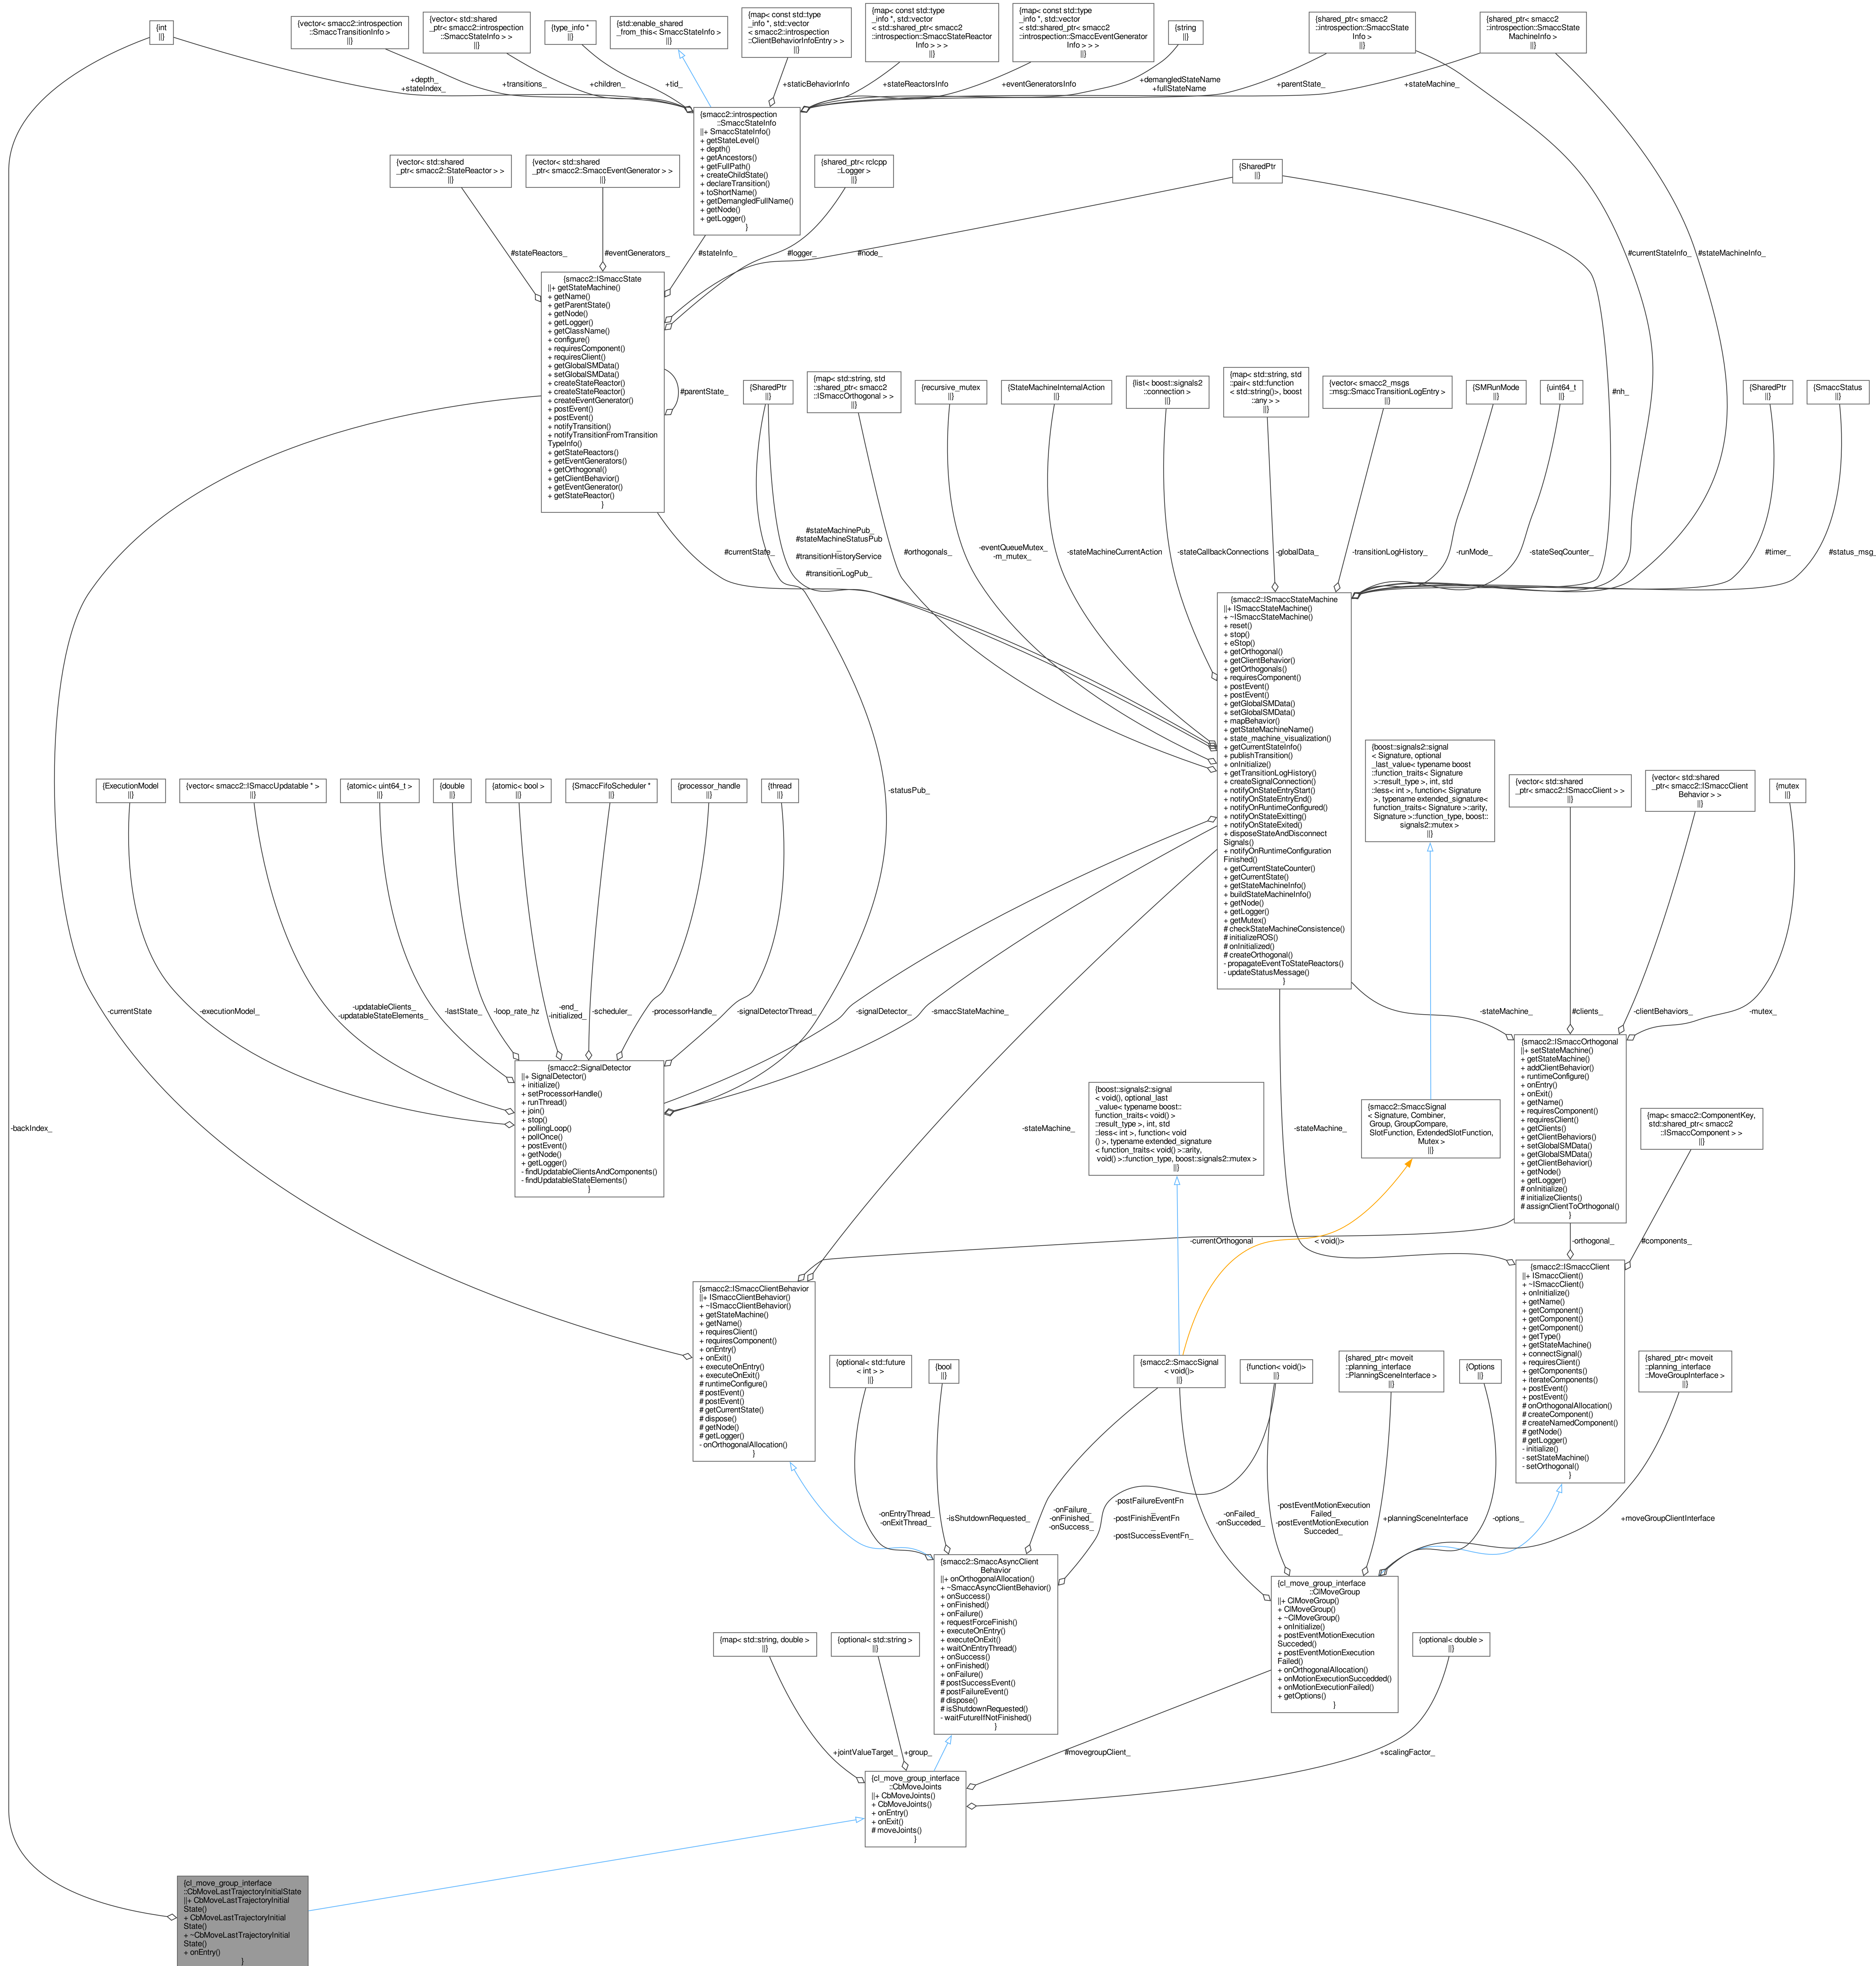 {int
||}
{vector< smacc2::introspection
::SmaccTransitionInfo >
||}
{vector< std::shared
_ptr< smacc2::introspection
::SmaccStateInfo > >
||}
{type_info *
||}
{std::enable_shared
_from_this< SmaccStateInfo >
||}
{map< const std::type
_info *, std::vector
< smacc2::introspection
::ClientBehaviorInfoEntry > >
||}
{map< const std::type
_info *, std::vector
< std::shared_ptr< smacc2
::introspection::SmaccStateReactor
Info > > >
||}
{map< const std::type
_info *, std::vector
< std::shared_ptr< smacc2
::introspection::SmaccEventGenerator
Info > > >
||}
{string
||}
{shared_ptr< smacc2
::introspection::SmaccState
Info >
||}
{shared_ptr< smacc2
::introspection::SmaccState
MachineInfo >
||}
+depth_
+stateIndex_
+transitions_
+children_
+tid_
+staticBehaviorInfo
+stateReactorsInfo
+eventGeneratorsInfo
+demangledStateName
+fullStateName
+parentState_
+stateMachine_
{smacc2::introspection
::SmaccStateInfo
||+ SmaccStateInfo()
+ getStateLevel()
+ depth()
+ getAncestors()
+ getFullPath()
+ createChildState()
+ declareTransition()
+ toShortName()
+ getDemangledFullName()
+ getNode()
+ getLogger()
}
{vector< std::shared
_ptr< smacc2::StateReactor > >
||}
{vector< std::shared
_ptr< smacc2::SmaccEventGenerator > >
||}
{shared_ptr< rclcpp
::Logger >
||}
{SharedPtr
||}
#stateReactors_
#eventGenerators_
#stateInfo_
#logger_
#node_
#currentStateInfo_
#stateMachineInfo_
{smacc2::ISmaccState
||+ getStateMachine()
+ getName()
+ getParentState()
+ getNode()
+ getLogger()
+ getClassName()
+ configure()
+ requiresComponent()
+ requiresClient()
+ getGlobalSMData()
+ setGlobalSMData()
+ createStateReactor()
+ createStateReactor()
+ createEventGenerator()
+ postEvent()
+ postEvent()
+ notifyTransition()
+ notifyTransitionFromTransition
TypeInfo()
+ getStateReactors()
+ getEventGenerators()
+ getOrthogonal()
+ getClientBehavior()
+ getEventGenerator()
+ getStateReactor()
}
#parentState_
{SharedPtr
||}
{map< std::string, std
::shared_ptr< smacc2
::ISmaccOrthogonal > >
||}
{recursive_mutex
||}
{StateMachineInternalAction
||}
{list< boost::signals2
::connection >
||}
{map< std::string, std
::pair< std::function
< std::string()>, boost
::any > >
||}
{vector< smacc2_msgs
::msg::SmaccTransitionLogEntry >
||}
{SMRunMode
||}
{uint64_t
||}
#nh_
{SharedPtr
||}
{SmaccStatus
||}
#currentState_
#stateMachinePub_
#stateMachineStatusPub
_
#transitionHistoryService
_
#transitionLogPub_
#orthogonals_
-eventQueueMutex_
-m_mutex_
-stateMachineCurrentAction
-stateCallbackConnections
-globalData_
-transitionLogHistory_
-runMode_
-stateSeqCounter_
#timer_
#status_msg_
{smacc2::ISmaccStateMachine
||+ ISmaccStateMachine()
+ ~ISmaccStateMachine()
+ reset()
+ stop()
+ eStop()
+ getOrthogonal()
+ getClientBehavior()
+ getOrthogonals()
+ requiresComponent()
+ postEvent()
+ postEvent()
+ getGlobalSMData()
+ setGlobalSMData()
+ mapBehavior()
+ getStateMachineName()
+ state_machine_visualization()
+ getCurrentStateInfo()
+ publishTransition()
+ onInitialize()
+ getTransitionLogHistory()
+ createSignalConnection()
+ notifyOnStateEntryStart()
+ notifyOnStateEntryEnd()
+ notifyOnRuntimeConfigured()
+ notifyOnStateExitting()
+ notifyOnStateExited()
+ disposeStateAndDisconnect
Signals()
+ notifyOnRuntimeConfiguration
Finished()
+ getCurrentStateCounter()
+ getCurrentState()
+ getStateMachineInfo()
+ buildStateMachineInfo()
+ getNode()
+ getLogger()
+ getMutex()
# checkStateMachineConsistence()
# initializeROS()
# onInitialized()
# createOrthogonal()
- propagateEventToStateReactors()
- updateStatusMessage()
}
{boost::signals2::signal
< Signature, optional
_last_value< typename boost
::function_traits< Signature
>::result_type >, int, std
::less< int >, function< Signature
>, typename extended_signature<
function_traits< Signature >::arity,
Signature >::function_type, boost::
signals2::mutex >
||}
{vector< std::shared
_ptr< smacc2::ISmaccClient > >
||}
{vector< std::shared
_ptr< smacc2::ISmaccClient
Behavior > >
||}
{mutex
||}
{ExecutionModel
||}
{vector< smacc2::ISmaccUpdatable * >
||}
{atomic< uint64_t >
||}
{double
||}
{atomic< bool >
||}
{SmaccFifoScheduler *
||}
{processor_handle
||}
{thread
||}
-statusPub_
-currentState
-executionModel_
-updatableClients_
-updatableStateElements_
-lastState_
-loop_rate_hz
-end_
-initialized_
-scheduler_
-processorHandle_
-signalDetectorThread_
-signalDetector_
-smaccStateMachine_
-stateMachine_
#clients_
-clientBehaviors_
-mutex_
{smacc2::SignalDetector
||+ SignalDetector()
+ initialize()
+ setProcessorHandle()
+ runThread()
+ join()
+ stop()
+ pollingLoop()
+ pollOnce()
+ postEvent()
+ getNode()
+ getLogger()
- findUpdatableClientsAndComponents()
- findUpdatableStateElements()
}
{smacc2::ISmaccOrthogonal
||+ setStateMachine()
+ getStateMachine()
+ addClientBehavior()
+ runtimeConfigure()
+ onEntry()
+ onExit()
+ getName()
+ requiresComponent()
+ requiresClient()
+ getClients()
+ getClientBehaviors()
+ setGlobalSMData()
+ getGlobalSMData()
+ getClientBehavior()
+ getNode()
+ getLogger()
# onInitialize()
# initializeClients()
# assignClientToOrthogonal()
}
{boost::signals2::signal
< void(), optional_last
_value< typename boost::
function_traits< void() >
::result_type >, int, std
::less< int >, function< void
() >, typename extended_signature
< function_traits< void() >::arity,
void() >::function_type, boost::signals2::mutex >
||}
{smacc2::SmaccSignal
< Signature, Combiner,
Group, GroupCompare,
SlotFunction, ExtendedSlotFunction,
Mutex >
||}
{map< smacc2::ComponentKey,
std::shared_ptr< smacc2
::ISmaccComponent > >
||}
-backIndex_
-stateMachine_
-stateMachine_
-currentOrthogonal
< void()>
-orthogonal_
#components_
{smacc2::ISmaccClientBehavior
||+ ISmaccClientBehavior()
+ ~ISmaccClientBehavior()
+ getStateMachine()
+ getName()
+ requiresClient()
+ requiresComponent()
+ onEntry()
+ onExit()
+ executeOnEntry()
+ executeOnExit()
# runtimeConfigure()
# postEvent()
# postEvent()
# getCurrentState()
# dispose()
# getNode()
# getLogger()
- onOrthogonalAllocation()
}
{smacc2::ISmaccClient
||+ ISmaccClient()
+ ~ISmaccClient()
+ onInitialize()
+ getName()
+ getComponent()
+ getComponent()
+ getComponent()
+ getType()
+ getStateMachine()
+ connectSignal()
+ requiresClient()
+ getComponents()
+ iterateComponents()
+ postEvent()
+ postEvent()
# onOrthogonalAllocation()
# createComponent()
# createNamedComponent()
# getNode()
# getLogger()
- initialize()
- setStateMachine()
- setOrthogonal()
}
{optional< std::future
< int > >
||}
{bool
||}
{smacc2::SmaccSignal
< void()>
||}
{function< void()>
||}
{shared_ptr< moveit
::planning_interface
::PlanningSceneInterface >
||}
{Options
||}
{shared_ptr< moveit
::planning_interface
::MoveGroupInterface >
||}
-onEntryThread_
-onExitThread_
-isShutdownRequested_
-onFailure_
-onFinished_
-onSuccess_
-postFailureEventFn
_
-postFinishEventFn
_
-postSuccessEventFn_
-onFailed_
-onSucceded_
-postEventMotionExecution
Failed_
-postEventMotionExecution
Succeded_
+planningSceneInterface
-options_
+moveGroupClientInterface
{smacc2::SmaccAsyncClient
Behavior
||+ onOrthogonalAllocation()
+ ~SmaccAsyncClientBehavior()
+ onSuccess()
+ onFinished()
+ onFailure()
+ requestForceFinish()
+ executeOnEntry()
+ executeOnExit()
+ waitOnEntryThread()
+ onSuccess()
+ onFinished()
+ onFailure()
# postSuccessEvent()
# postFailureEvent()
# dispose()
# isShutdownRequested()
- waitFutureIfNotFinished()
}
{cl_move_group_interface
::ClMoveGroup
||+ ClMoveGroup()
+ ClMoveGroup()
+ ~ClMoveGroup()
+ onInitialize()
+ postEventMotionExecution
Succeded()
+ postEventMotionExecution
Failed()
+ onOrthogonalAllocation()
+ onMotionExecutionSuccedded()
+ onMotionExecutionFailed()
+ getOptions()
}
{map< std::string, double >
||}
{optional< std::string >
||}
{optional< double >
||}
+jointValueTarget_
+group_
#movegroupClient_
+scalingFactor_
{cl_move_group_interface
::CbMoveJoints
||+ CbMoveJoints()
+ CbMoveJoints()
+ onEntry()
+ onExit()
# moveJoints()
}
{cl_move_group_interface
::CbMoveLastTrajectoryInitialState
||+ CbMoveLastTrajectoryInitial
State()
+ CbMoveLastTrajectoryInitial
State()
+ ~CbMoveLastTrajectoryInitial
State()
+ onEntry()
}